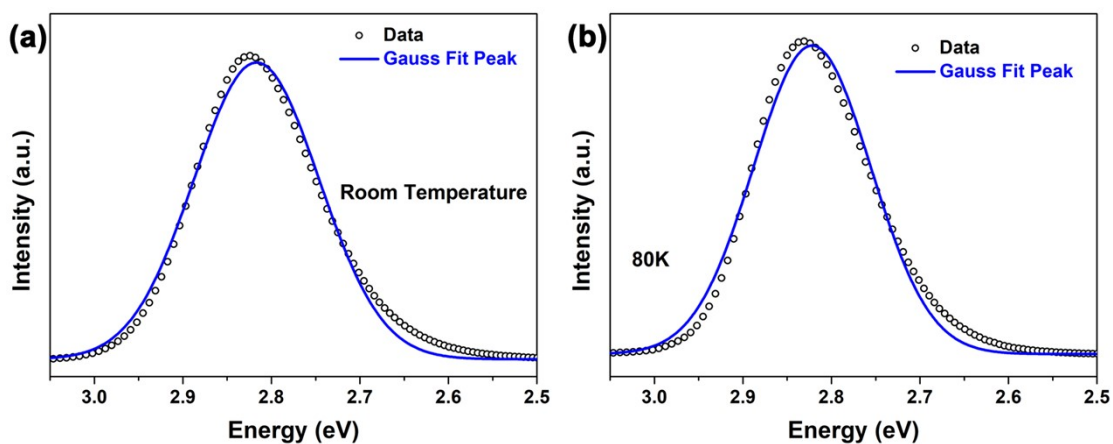 (a)
Data
Gauss Fit Peak
Room Temperature
Intensity (a.u.)
3.0 2.9 2.8 2.7 2.6 2.5
Energy (eV)
(b)
Data
Gauss Fit Peak
80K
Intensity (a.u.)
3.0 2.9 2.8 2.7 2.6 2.5
Energy (eV)